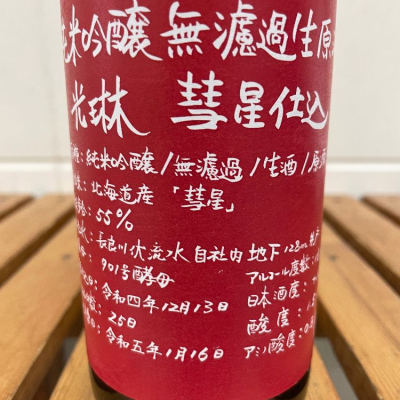 純米吟醸無濾過生原
光琳 彗星仕込
純米吟醸/無濾過/生酒/原酒
北海道産「彗星」
55%
長良川伏流水自社内地下128m
901号酵母 アルコール度数:
令和四年12月13日 日本酒度:
25日 酸度:1.
令和五年1月16日 アミノ酸度:0.